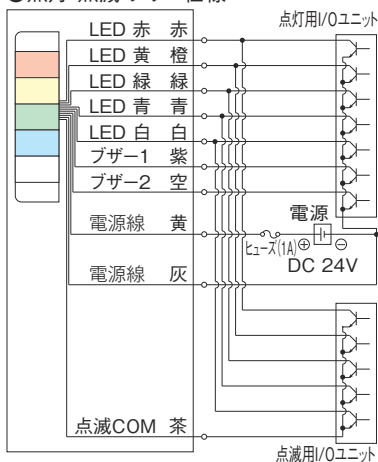 点灯用I/Oユニット
LED 赤 赤
LED 黄 橙
LED 緑 緑
LED 青 青
LED 白 白
ブザー1 紫
ブザー2 空
電源線 黄
電源
ヒューズ(1A) ⊕ ⊖
DC 24V
電源線 灰
点滅COM 茶
点滅用I/Oユニット